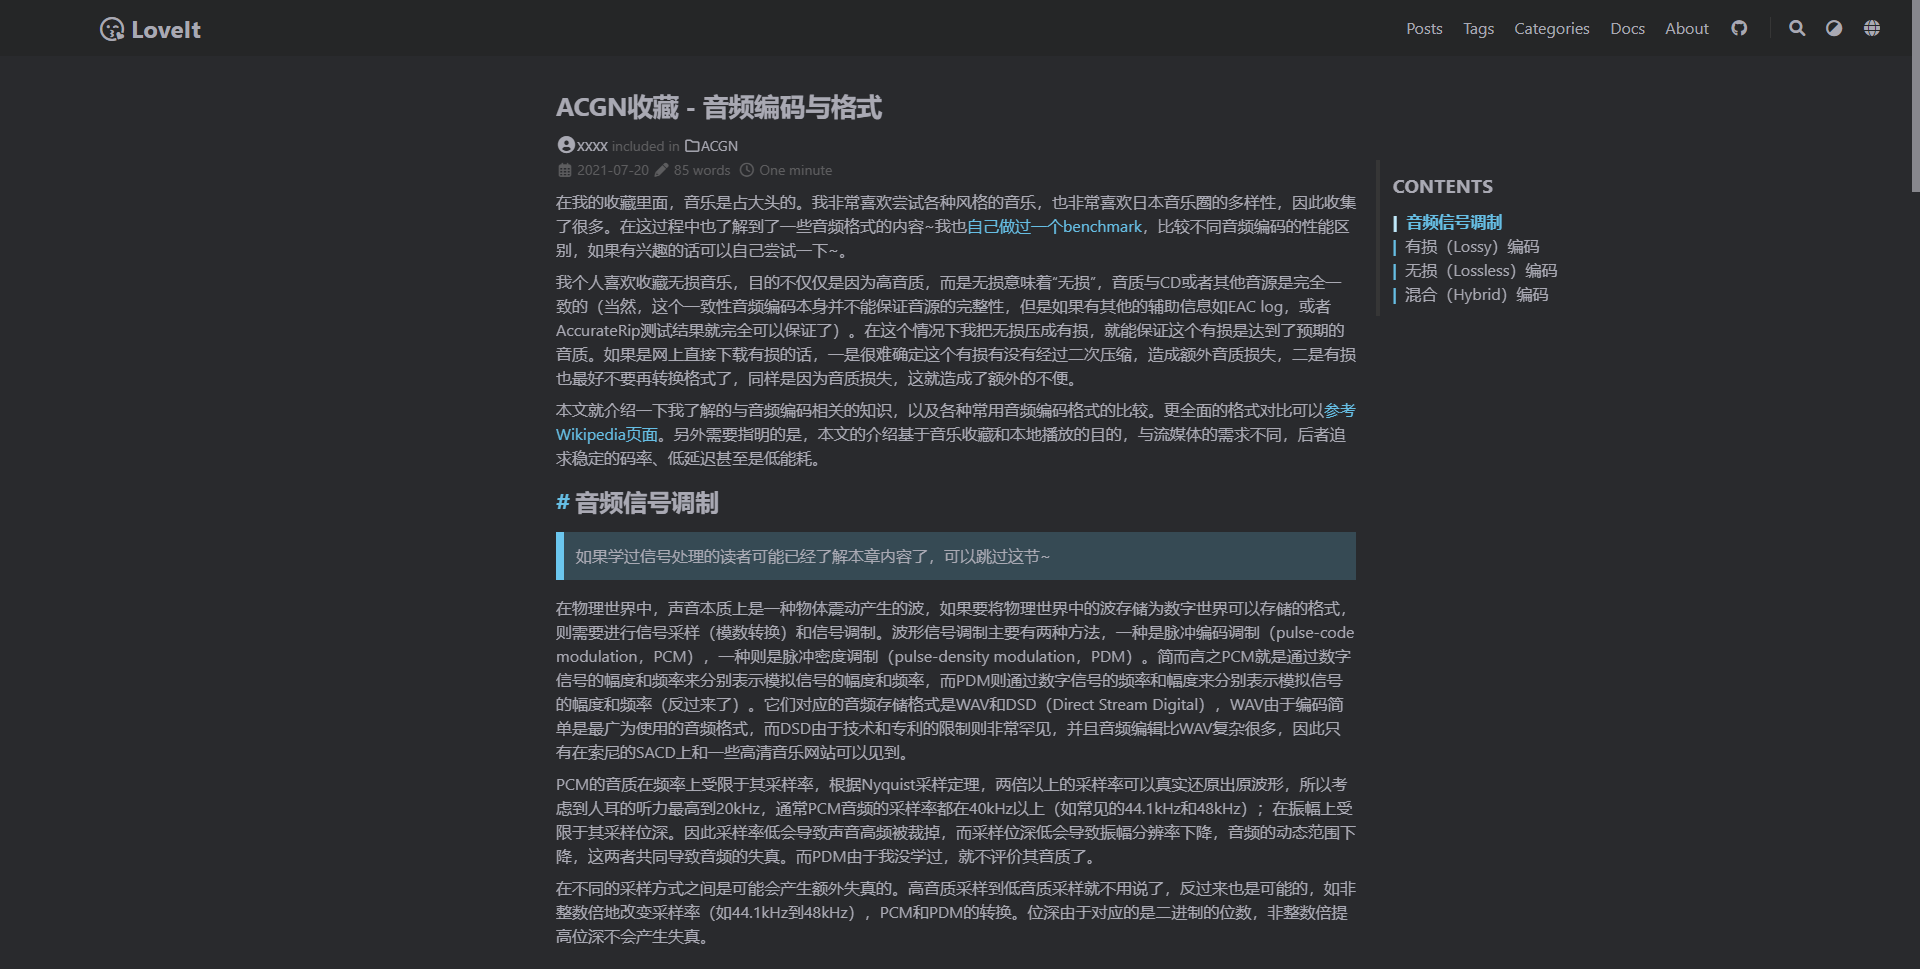 LoveIt
Posts Tags Categories Docs About
ACGN收藏 - 音频编码与格式
xxxx included in ACGN
2021-07-20 85 words One minute
在我的收藏里面，音乐是占大头的。我非常喜欢尝试各种风格的音乐，也非常喜欢日本音乐圈的多样性，因此收集
了很多。在这过程中也了解到了一些音频格式的内容~我也自己做过一个benchmark，比较不同音频编码的性能区
别，如果有兴趣的话可以自己尝试一下~。
我个人喜欢收藏无损音乐，目的不仅仅是因为高音质，而是无损意味着“无损”，音质与CD或者其他音源是完全一
致的（当然，这个一致性音频编码本身并不能保证音源的完整性，但是如果有其他的辅助信息如EAC log，或者
AccurateRip测试结果就完全可以保证了）。在这个情况下我把无损压成有损，就能保证这个有损是达到了预期的
音质。如果是网上直接下载有损的话，一是很难确定这个有损有没有经过二次压缩，造成额外音质损失，二是有损
也最好不要再转换格式了，同样是因为音质损失，这就造成了额外的不便。
本文就介绍一下我了解的与音频编码相关的知识，以及各种常用音频编码格式的比较。更全面的格式对比可以参考
Wikipedia页面。另外需要指明的是，本文的介绍基于音乐收藏和本地播放的目的，与流媒体的需求不同，后者追
求稳定的码率、低延迟甚至是低能耗。
# 音频信号调制
如果学过信号处理的读者可能已经了解本章内容了，可以跳过这节~
在物理世界中，声音本质上是一种物体震动产生的波，如果要将物理世界中的波存储为数字世界可以存储的格式，
则需要进行信号采样（模数转换）和信号调制。波形信号调制主要有两种方法，一种是脉冲编码调制（pulse-code
modulation，PCM），一种则是脉冲密度调制（pulse-density modulation，PDM）。简而言之PCM就是通过数字
信号的幅度和频率来分别表示模拟信号的幅度和频率，而PDM则通过数字信号的频率和幅度来分别表示模拟信号
的幅度和频率（反过来了）。它们对应的音频存储格式是WAV和DSD（Direct Stream Digital），WAV由于编码简
单是最广为使用的音频格式，而DSD由于技术和专利的限制则非常罕见，并且音频编辑比WAV复杂很多，因此只
有在索尼的SACD上和一些高清音乐网站可以见到。
PCM的音质在频率上受限于其采样率，根据Nyquist采样定理，两倍以上的采样率可以真实还原出原波形，所以考
虑到人耳的听力最高到20kHz，通常PCM音频的采样率都在40kHz以上（如常见的44.1kHz和48kHz）；在振幅上受
限于其采样位深。因此采样率低会导致声音高频被裁掉，而采样位深低会导致振幅分辨率下降，音频的动态范围下
降，这两者共同导致音频的失真。而PDM由于我没学过，就不评价其音质了。
在不同的采样方式之间是可能会产生额外失真的。高音质采样到低音质采样就不用说了，反过来也是可能的，如非
整数倍地改变采样率（如44.1kHz到48kHz），PCM和PDM的转换。位深由于对应的是二进制的位数，非整数倍提
高位深不会产生失真。
CONTENTS
音频信号调制
有损（Lossy）编码
无损（Lossless）编码
混合（Hybrid）编码